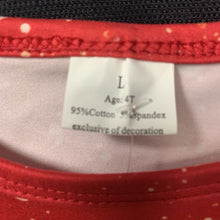 L
Age: 4T
95%Cotton 5%Spandex
exclusive of decoration